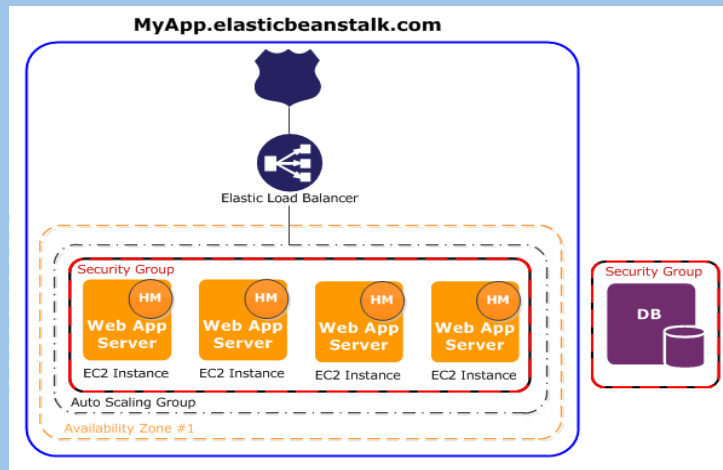 MyApp.elasticbeanstalk.com
Elastic Load Balancer
Security Group
HM
Web App
Server
EC2 Instance
HM
Web App
Server
EC2 Instance
HM
Web App
Server
EC2 Instance
HM
Web App
Server
EC2 Instance
Auto Scaling Group
Availability Zone #1
Security Group
DB